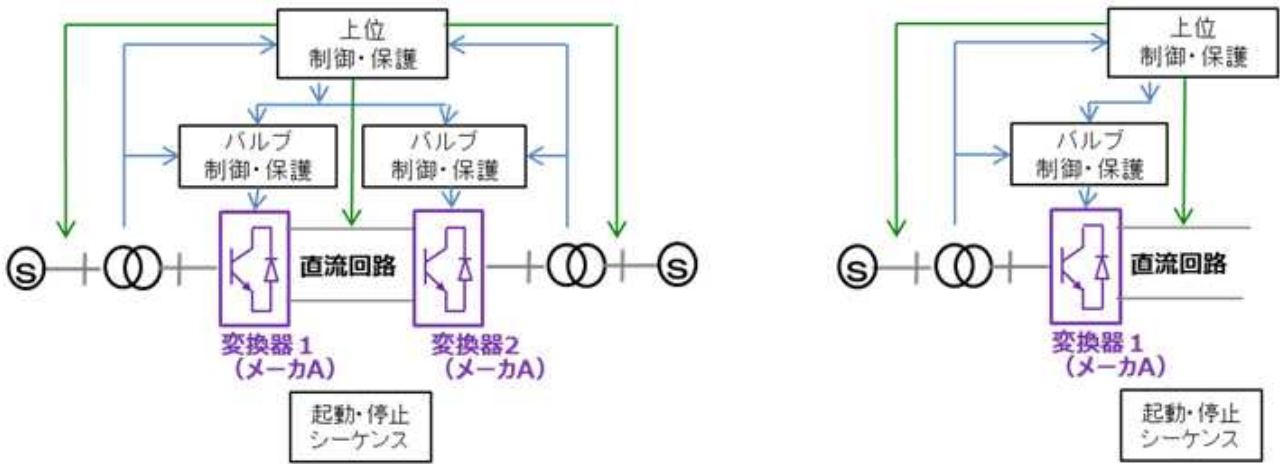 上位
制御・保護
バルブ
制御・保護
バルブ
制御・保護
S
直流回路
S
変換器1
（メーカA）
変換器2
（メーカA）
起動・停止
シーケンス
上位
制御・保護
バルブ
制御・保護
S
直流回路
変換器1
（メーカA）
起動・停止
シーケンス